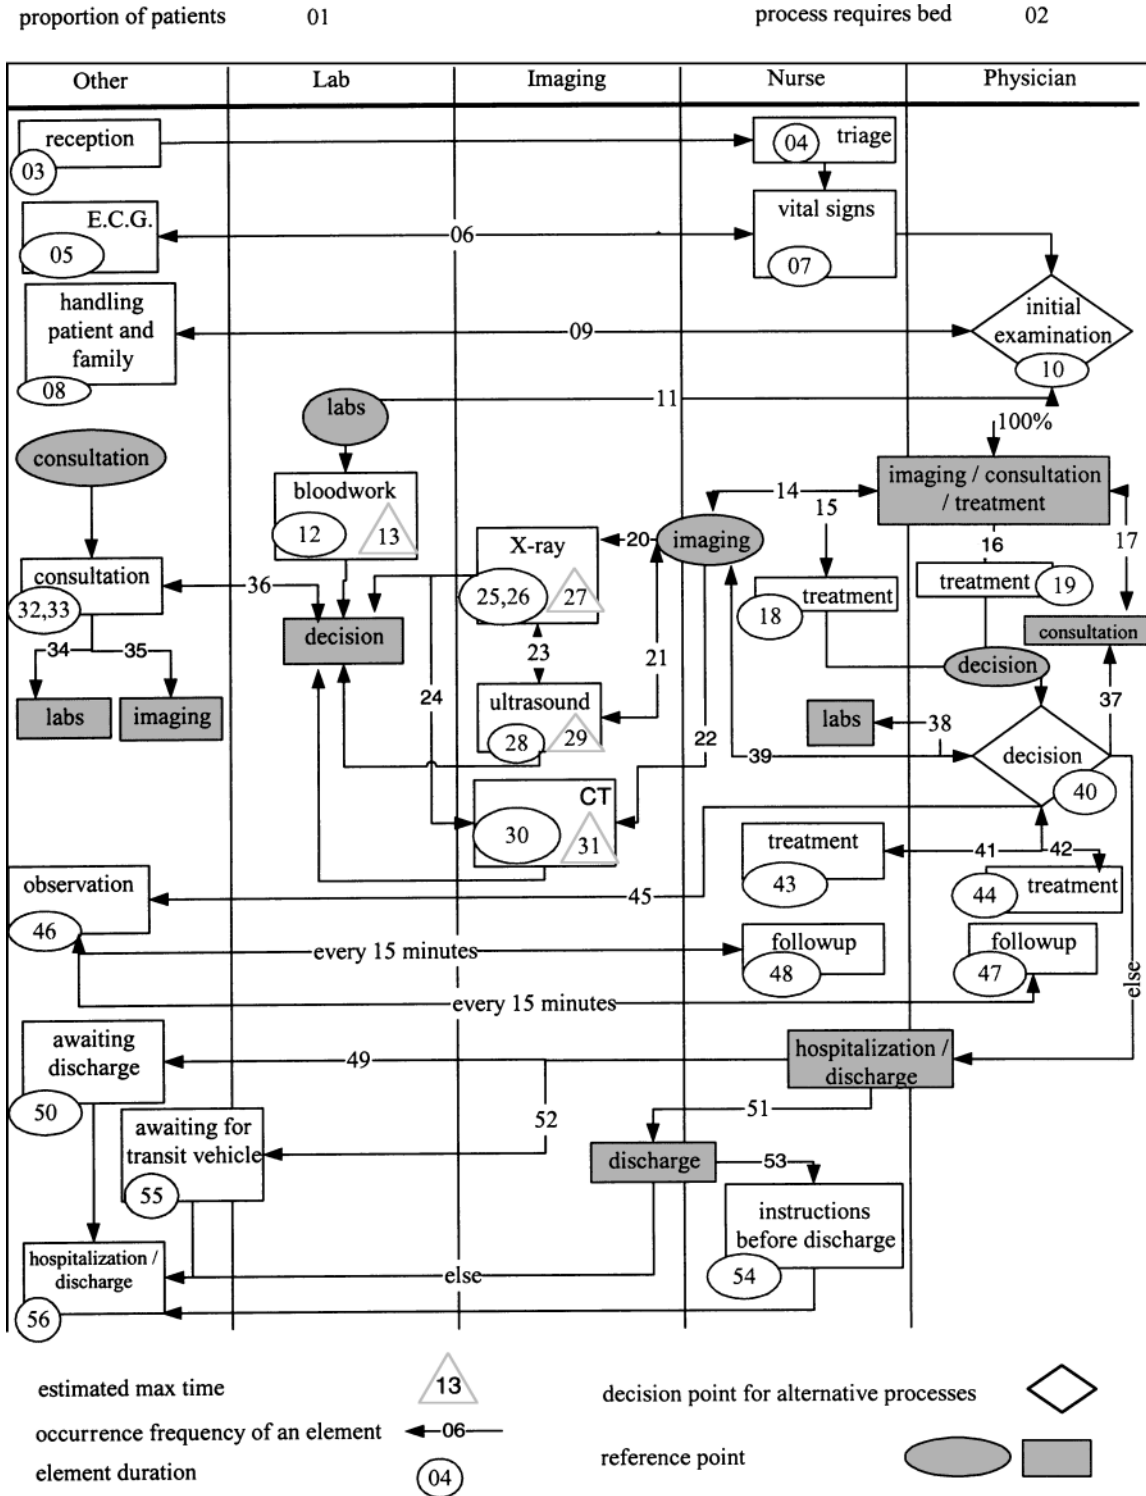 proportion of patients 01 process requires bed 02
Other Lab Imaging Nurse Physician
reception
03
04 triage
E.C.G.
05
06
vital signs
07
handling
patient and
family
08
09
initial
examination
10
labs
11
100%
consultation
bloodwork
12 13
imaging / consultation
/ treatment
14
15
16
17
imaging
20
X-ray
25,26 27
treatment
18
treatment 19
consultation
consultation
32,33
36
decision
23
21
24
22
decision
34 35
labs imaging
ultrasound
28 29
labs
38
37
39
decision
40
CT
30 31
treatment
43
41 42
44 treatment
observation
46
45
every 15 minutes
followup
48
followup
47
every 15 minutes
else
awaiting
discharge
50
49
hospitalization /
discharge
51
52
awaiting for
transit vehicle
55
discharge
53
instructions
before discharge
54
hospitalization /
discharge
56
else
estimated max time 13
decision point for alternative processes
occurrence frequency of an element 06
reference point
element duration 04